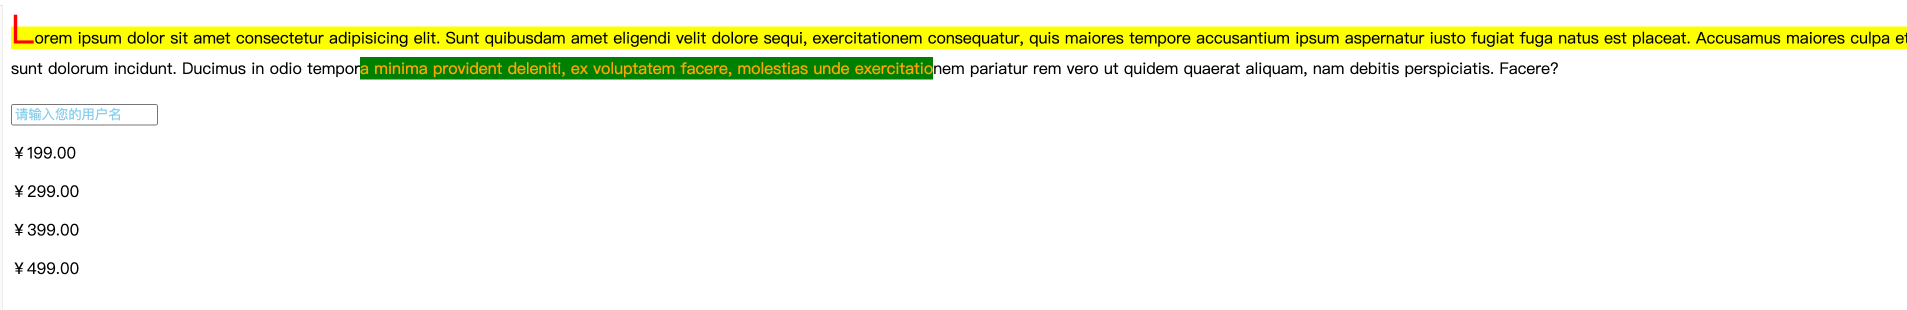 Lorem ipsum dolor sit amet consectetur adipisicing elit. Sunt quibusdam amet eligendi velit dolore sequi, exercitationem consequatur, quis maiores tempore accusantium ipsum aspernatur iusto fugiat fuga natus est placeat. Accusamus maiores culpa et
sunt dolorum incidunt. Ducimus in odio tempora minima provident deleniti, ex voluptatem facere, molestias unde exercitationem pariatur rem vero ut quidem quaerat aliquam, nam debitis perspiciatis. Facere?
请输入您的用户名
¥199.00
¥299.00
¥399.00
¥499.00